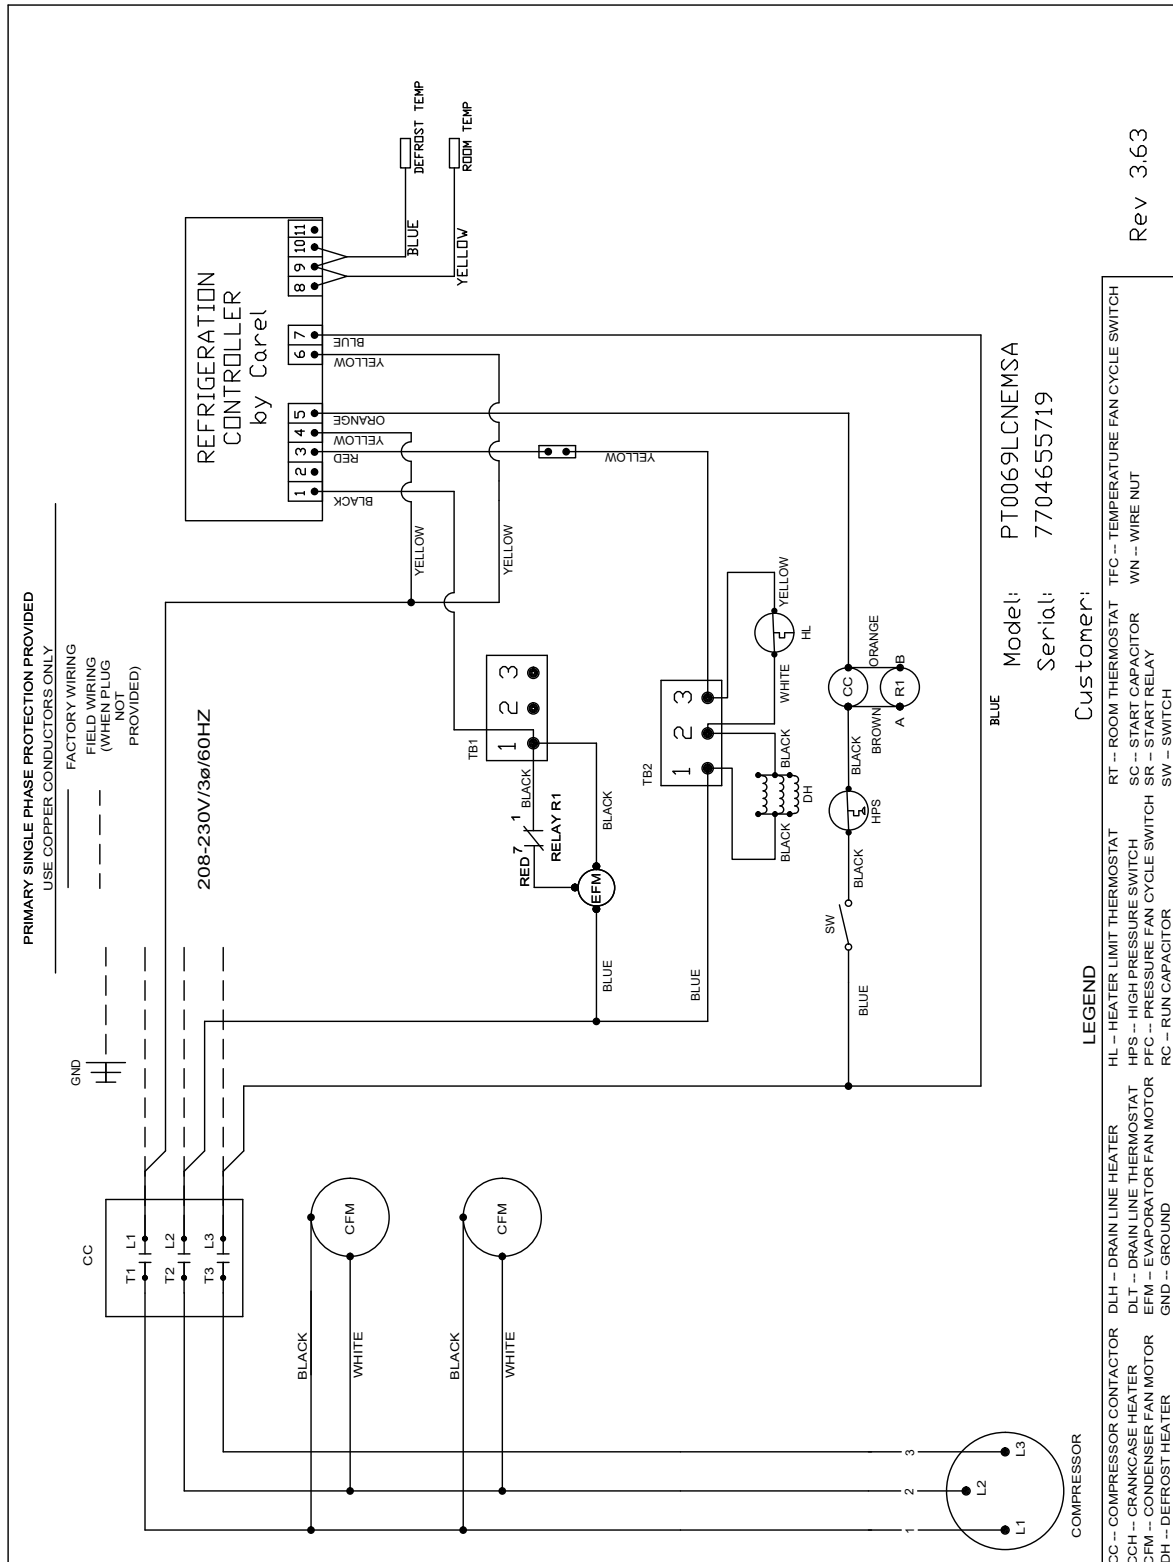 PRIMARY SINGLE PHASE PROTECTION PROVIDED
USE COPPER CONDUCTORS ONLY
FACTORY WIRING
FIELD WIRING
(WHEN PLUG
NOT
PROVIDED)
208-230V/3ø/60HZ
GND
CC
T1 L1
T2 L2
T3 L3
BLACK
CFM
WHITE
BLACK
CFM
WHITE
1
2
3
L1
L2
L3
COMPRESSOR
REFRIGERATION
CONTROLLER
by Carel
1 2 3 4 5 6 7 8 9 10 11
BLACK
RED
YELLOW
ORANGE
YELLOW
BLUE
BLUE
DEFROST TEMP
YELLOW
ROOM TEMP
YELLOW
YELLOW
YELLOW
TB1
1 2 3
BLACK
RED 7
1
RELAY R1
BLACK
EFM
BLUE
TB2
1 2 3
BLUE
BLACK
DH
BLACK
WHITE
HL
YELLOW
BLUE
SW
BLACK
HPS
BLACK
BROWN
CC
ORANGE
A R1 B
BLUE
Model: PT0069LCNEMSA
Serial: 7704655719
Customer:
Rev 3.63
LEGEND
CC -- COMPRESSOR CONTACTOR DLH – DRAIN LINE HEATER HL – HEATER LIMIT THERMOSTAT RT -- ROOM THERMOSTAT TFC -- TEMPERATURE FAN CYCLE SWITCH
CCH -- CRANKCASE HEATER DLT -- DRAIN LINE THERMOSTAT HPS -- HIGH PRESSURE SWITCH SC -- START CAPACITOR WN -- WIRE NUT
CFM -- CONDENSER FAN MOTOR EFM – EVAPORATOR FAN MOTOR PFC -- PRESSURE FAN CYCLE SWITCH SR – START RELAY
DH -- DEFROST HEATER GND -- GROUND RC – RUN CAPACITOR SW – SWITCH